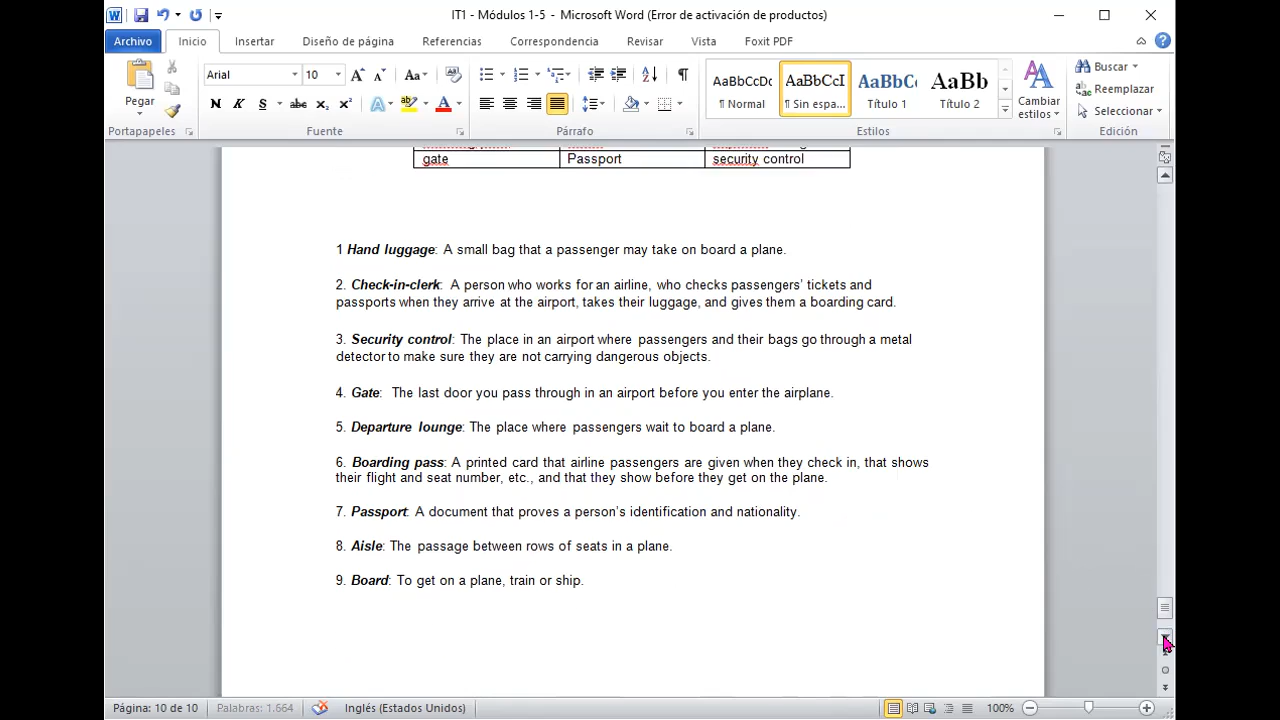 IT1 - Módulos 1-5 - Microsoft Word (Error de activación de productos)
Archivo Inicio Insertar Diseño de página Referencias Correspondencia Revisar Vista Foxit PDF
Arial 10 Aa
AaBbCcDc AaBbCcI AaBbCc AaBb
Buscar
Pegar
N K S abc x₂ x² A ab A
¶ Normal ¶ Sin espa... Título 1 Título 2
Cambiar estilos
Reemplazar
Seleccionar
Portapapeles Fuente Párrafo Estilos Edición
gate Passport security control
1 Hand luggage: A small bag that a passenger may take on board a plane.
2. Check-in-clerk: A person who works for an airline, who checks passengers’ tickets and
passports when they arrive at the airport, takes their luggage, and gives them a boarding card.
3. Security control: The place in an airport where passengers and their bags go through a metal
detector to make sure they are not carrying dangerous objects.
4. Gate: The last door you pass through in an airport before you enter the airplane.
5. Departure lounge: The place where passengers wait to board a plane.
6. Boarding pass: A printed card that airline passengers are given when they check in, that shows
their flight and seat number, etc., and that they show before they get on the plane.
7. Passport: A document that proves a person’s identification and nationality.
8. Aisle: The passage between rows of seats in a plane.
9. Board: To get on a plane, train or ship.
Página: 10 de 10 Palabras: 1.664 Inglés (Estados Unidos) 100%